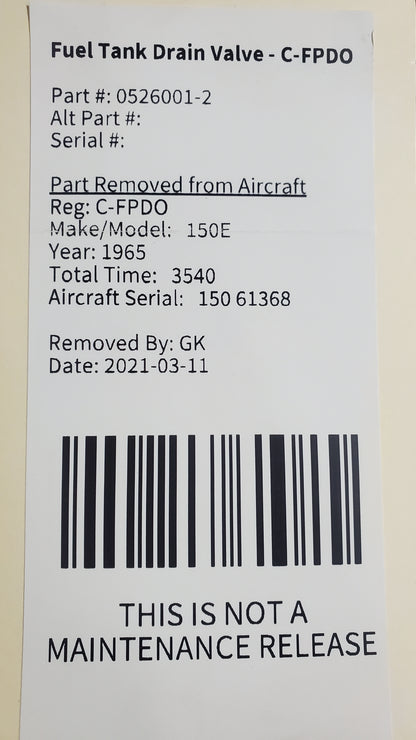 Fuel Tank Drain Valve - C-FPDO
Part #: 0526001-2
Alt Part #:
Serial #:
Part Removed from Aircraft
Reg: C-FPDO
Make/Model: 150E
Year: 1965
Total Time: 3540
Aircraft Serial: 150 61368
Removed By: GK
Date: 2021-03-11
THIS IS NOT A
MAINTENANCE RELEASE